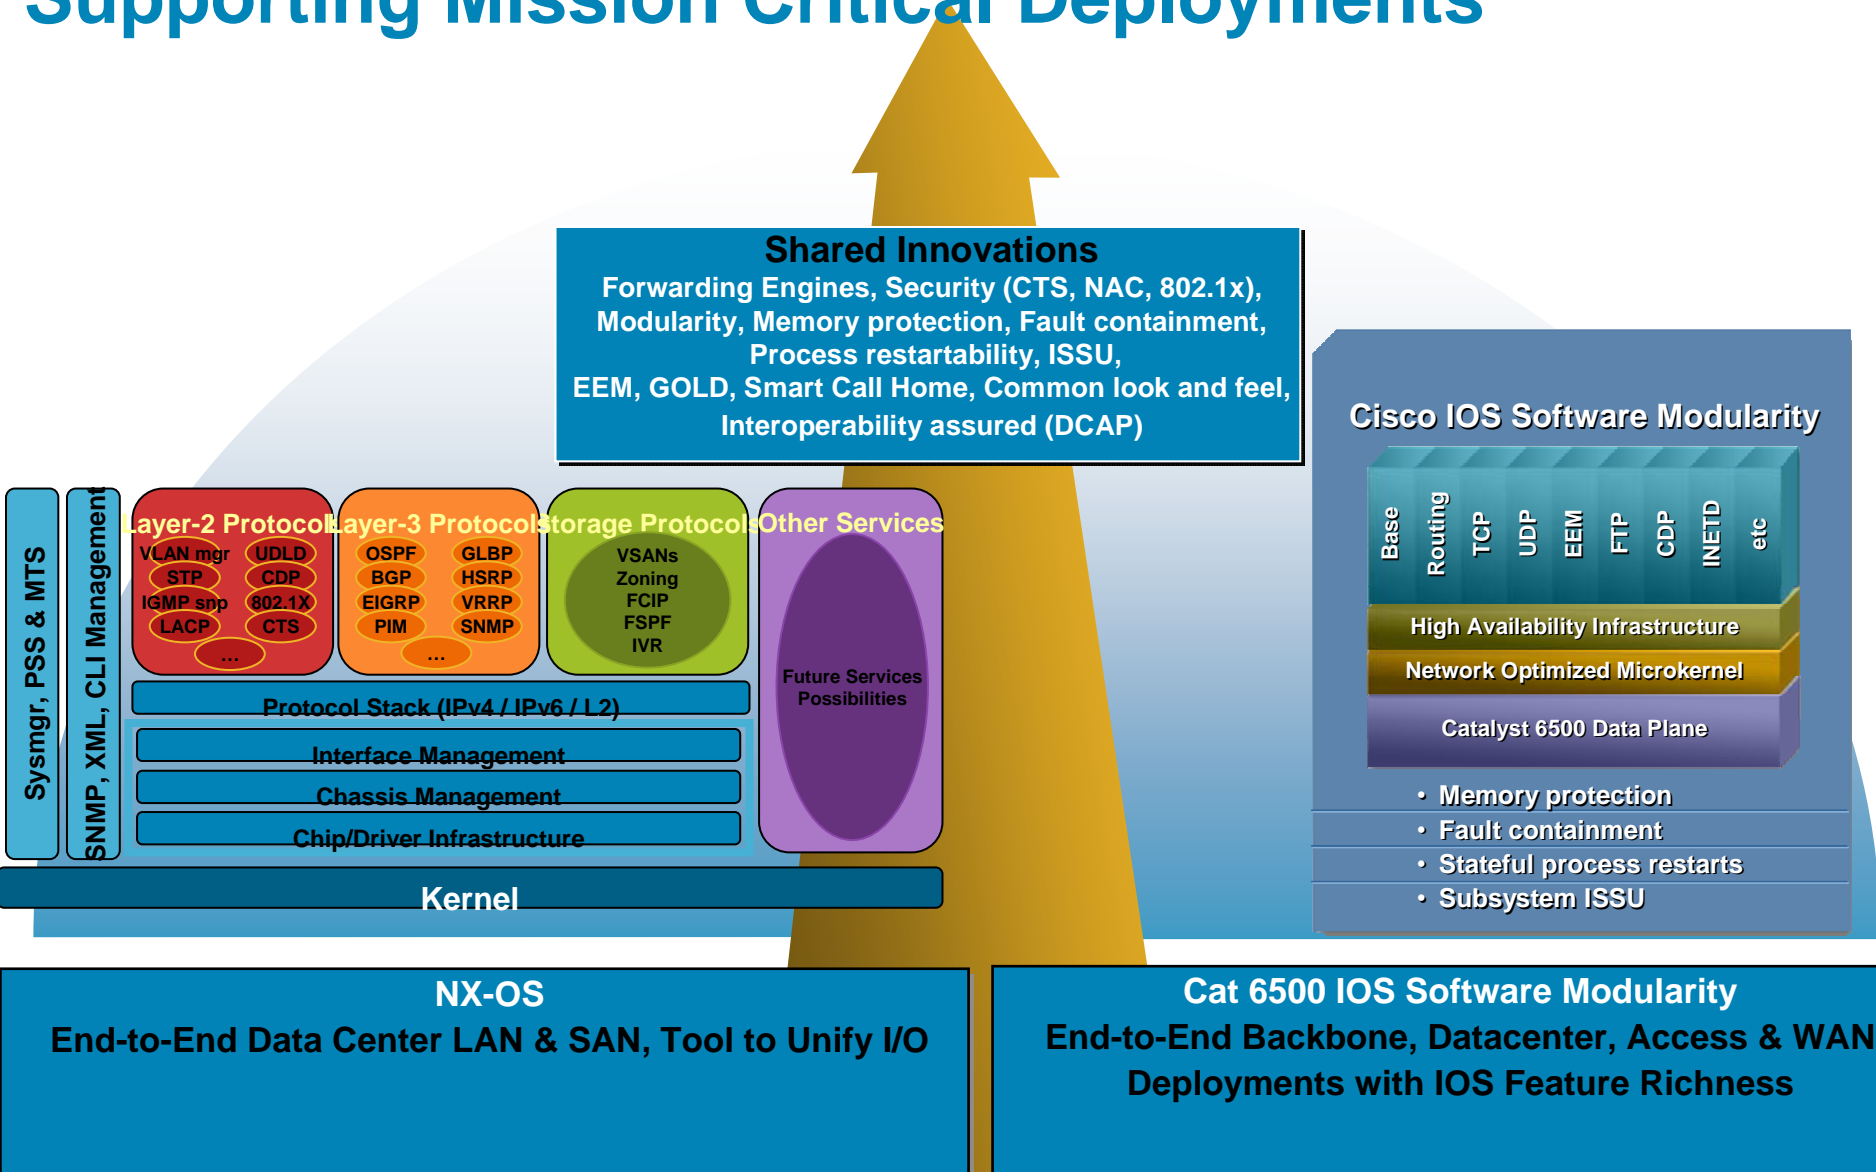 Supporting Mission Critical Deployments
Shared Innovations
Forwarding Engines, Security (CTS, NAC, 802.1x),
Modularity, Memory protection, Fault containment,
Process restartability, ISSU,
EEM, GOLD, Smart Call Home, Common look and feel,
Interoperability assured (DCAP)
Sysmgr, PSS & MTS
SNMP, XML, CLI Management
Layer-2 Protocols
VLAN mgr
UDLD
STP
CDP
IGMP snp
802.1X
LACP
CTS
...
Layer-3 Protocols
OSPF
GLBP
BGP
HSRP
EIGRP
VRRP
PIM
SNMP
...
Storage Protocols
VSANs
Zoning
FCIP
FSPF
IVR
Other Services
Future Services
Possibilities
Protocol Stack (IPv4 / IPv6 / L2)
Interface Management
Chassis Management
Chip/Driver Infrastructure
Kernel
Cisco IOS Software Modularity
Base
Routing
TCP
UDP
EEM
FTP
CDP
INETD
etc
High Availability Infrastructure
Network Optimized Microkernel
Catalyst 6500 Data Plane
• Memory protection
• Fault containment
• Stateful process restarts
• Subsystem ISSU
NX-OS
End-to-End Data Center LAN & SAN, Tool to Unify I/O
Cat 6500 IOS Software Modularity
End-to-End Backbone, Datacenter, Access & WAN
Deployments with IOS Feature Richness